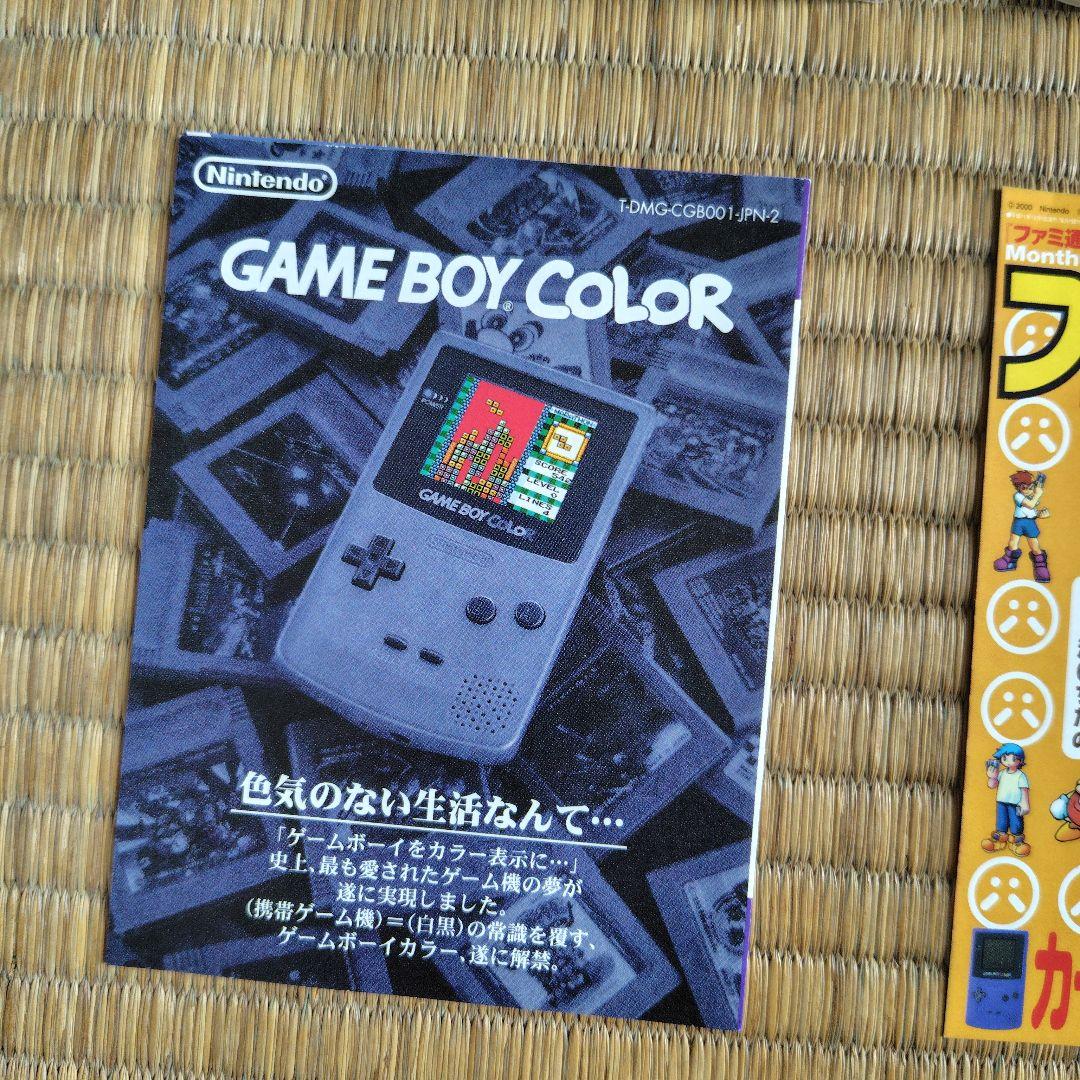 Nintendo®
T-DMG-CGB001-JPN-2
GAME BOY® COLOR
POWER
SCORE
542
LEVEL
0
LINES
4
GAME BOY COLOR
色気のない生活なんて…
「ゲームボーイをカラー表示に…」
史上、最も愛されたゲーム機の夢が
遂に実現しました。
(携帯ゲーム機)＝(白黒)の常識を覆す、
ゲームボーイカラー、遂に解禁。
©2000 Nintendo
「ファミ通
Month
フ
カ